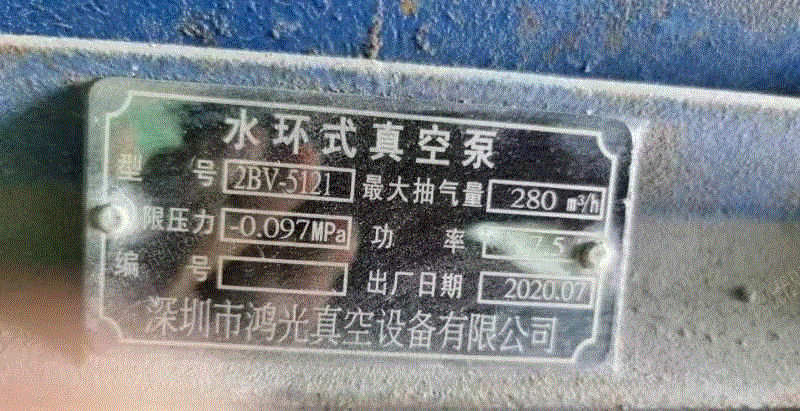 水环式真空泵
型 号 2BV-5121 最大抽气量 280 m³/h
限压力 -0.097MPa 功 率 7.5
编 号 出厂日期 2020.07
深圳市鸿光真空设备有限公司